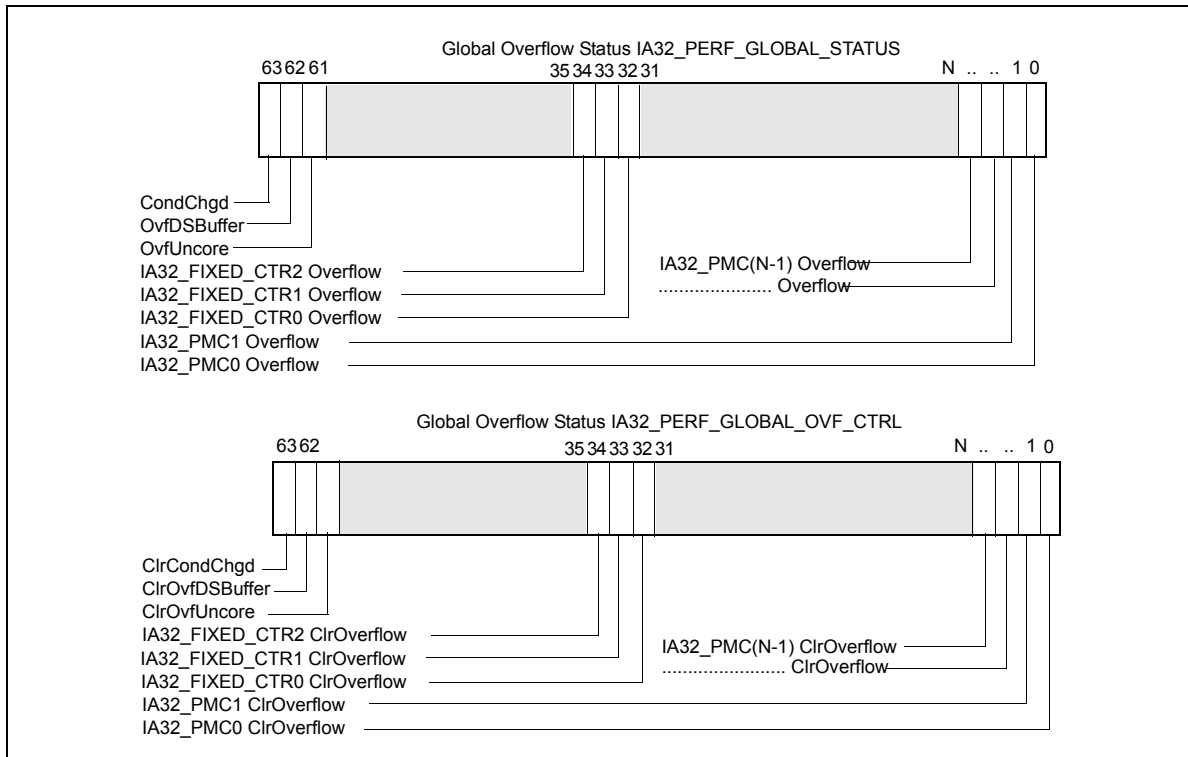 Global Overflow Status IA32_PERF_GLOBAL_STATUS
63 62 61 35 34 33 32 31 N .. .. 1 0
CondChgd
OvfDSBuffer
OvfUncore
IA32_FIXED_CTR2 Overflow
IA32_FIXED_CTR1 Overflow
IA32_FIXED_CTR0 Overflow
IA32_PMC1 Overflow
IA32_PMC0 Overflow
IA32_PMC(N-1) Overflow
...................... Overflow
Global Overflow Status IA32_PERF_GLOBAL_OVF_CTRL
63 62 35 34 33 32 31 N .. .. 1 0
ClrCondChgd
ClrOvfDSBuffer
ClrOvfUncore
IA32_FIXED_CTR2 ClrOverflow
IA32_FIXED_CTR1 ClrOverflow
IA32_FIXED_CTR0 ClrOverflow
IA32_PMC1 ClrOverflow
IA32_PMC0 ClrOverflow
IA32_PMC(N-1) ClrOverflow
........................ ClrOverflow